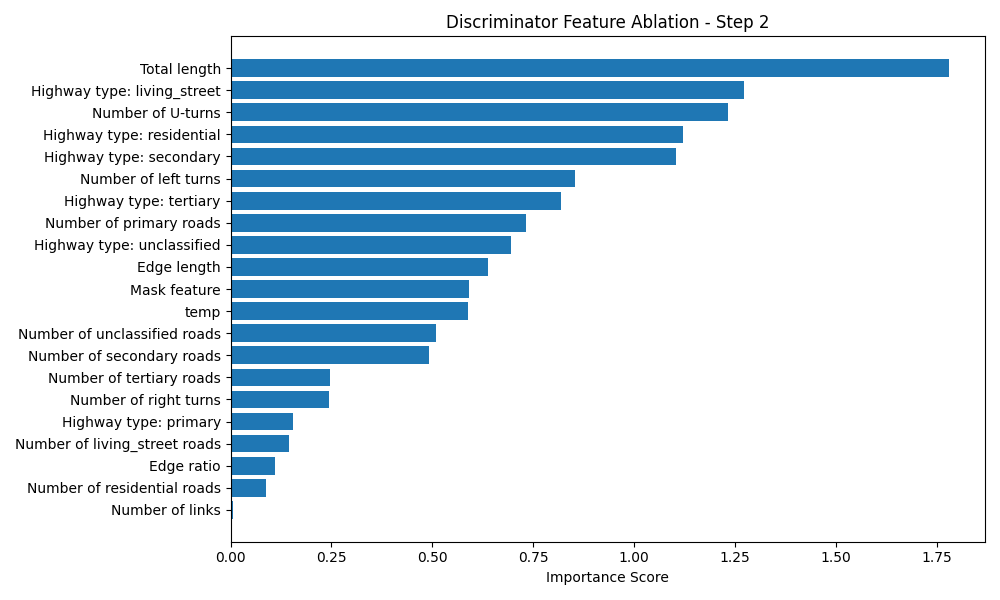 Discriminator Feature Ablation - Step 2
Total length
Highway type: living_street
Number of U-turns
Highway type: residential
Highway type: secondary
Number of left turns
Highway type: tertiary
Number of primary roads
Highway type: unclassified
Edge length
Mask feature
temp
Number of unclassified roads
Number of secondary roads
Number of tertiary roads
Number of right turns
Highway type: primary
Number of living_street roads
Edge ratio
Number of residential roads
Number of links
0.00 0.25 0.50 0.75 1.00 1.25 1.50 1.75
Importance Score